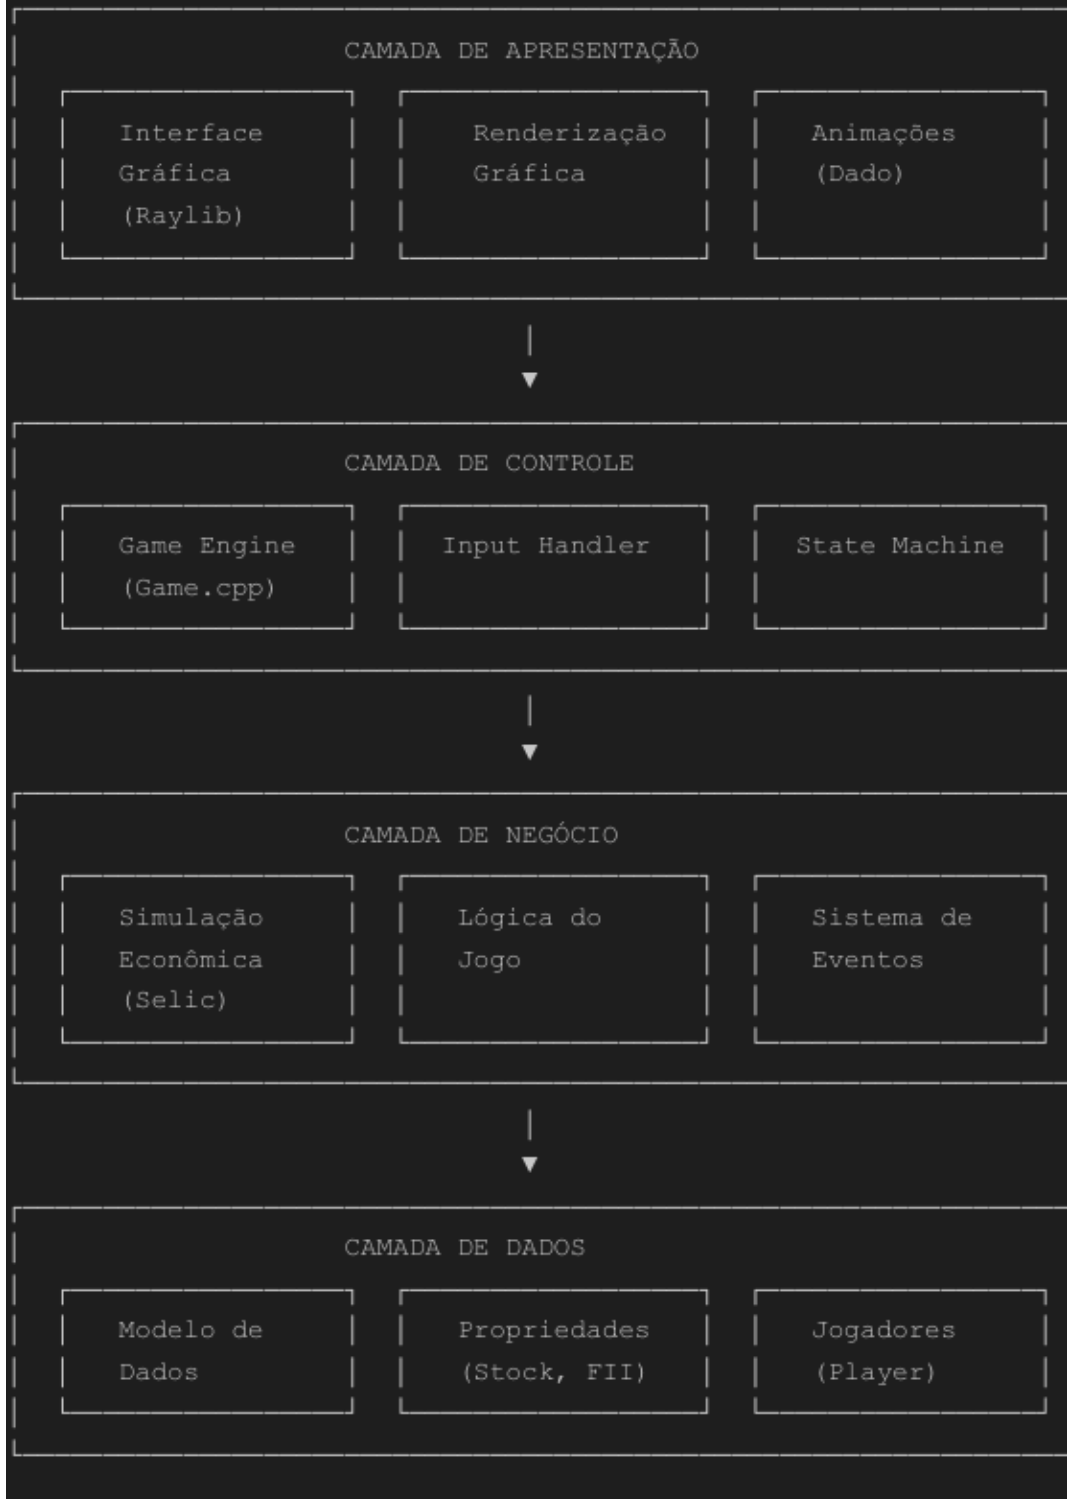 CAMADA DE APRESENTAÇÃO
Interface Renderização Animações
Gráfica Gráfica (Dado)
(Raylib)
CAMADA DE CONTROLE
Game Engine Input Handler State Machine
(Game.cpp)
CAMADA DE NEGÓCIO
Simulação Lógica do Sistema de
Econômica Jogo Eventos
(Selic)
CAMADA DE DADOS
Modelo de Propriedades Jogadores
Dados (Stock, FII) (Player)